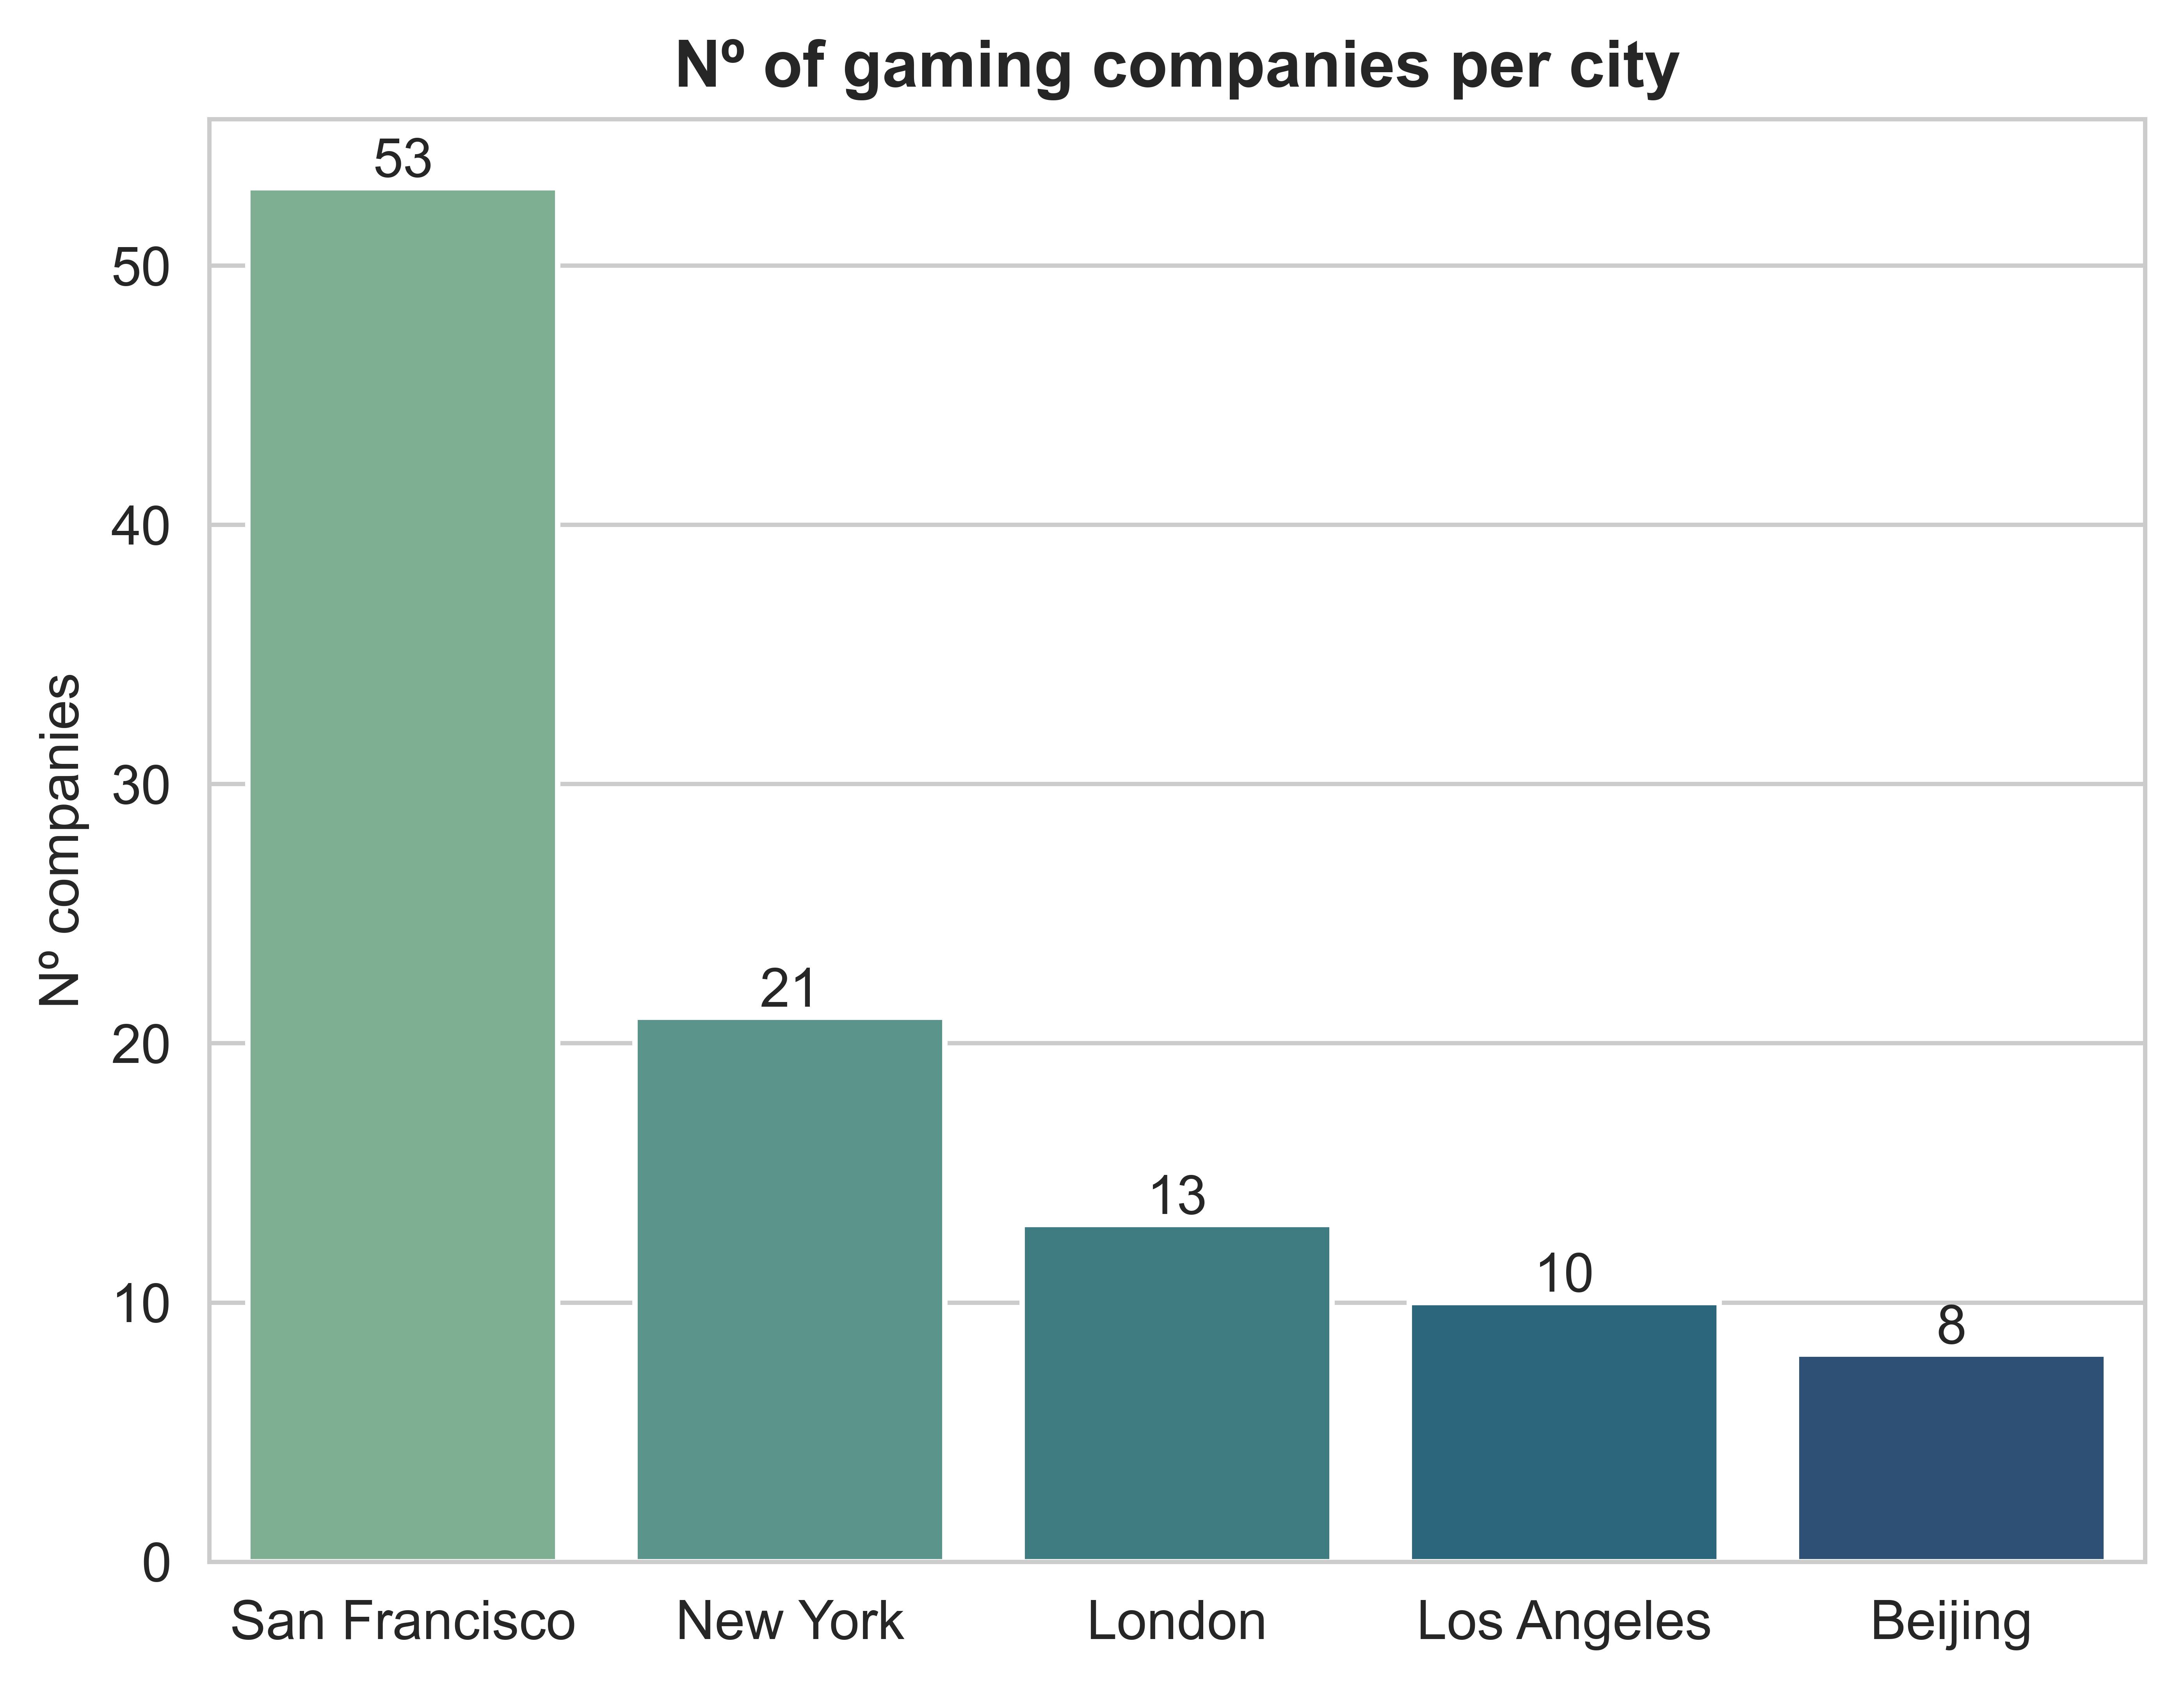 Nº of gaming companies per city
Nº companies
50
40
30
20
10
0
53
21
13
10
8
San Francisco
New York
London
Los Angeles
Beijing